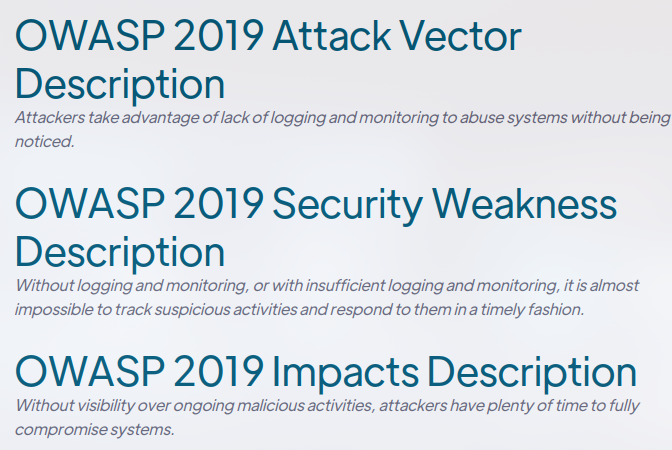 OWASP 2019 Attack Vector
Description
Attackers take advantage of lack of logging and monitoring to abuse systems without being
noticed.
OWASP 2019 Security Weakness
Description
Without logging and monitoring, or with insufficient logging and monitoring, it is almost
impossible to track suspicious activities and respond to them in a timely fashion.
OWASP 2019 Impacts Description
Without visibility over ongoing malicious activities, attackers have plenty of time to fully
compromise systems.